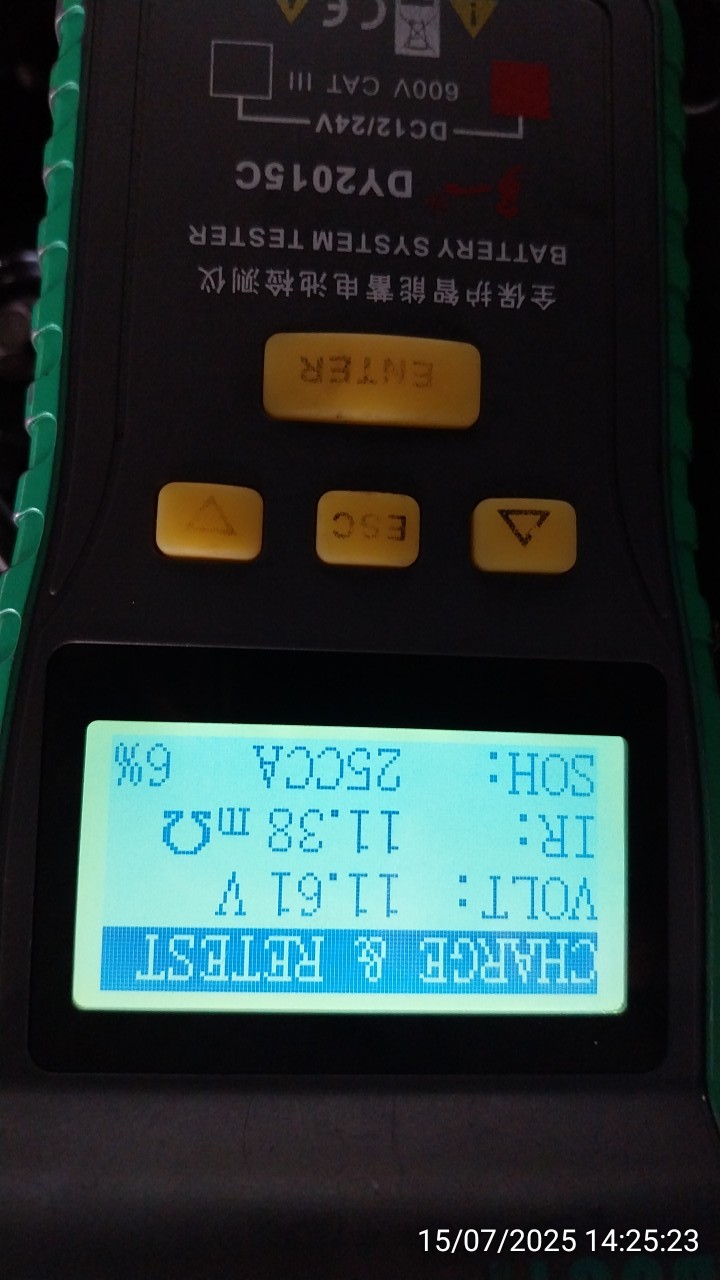 CHARGE & RETEST
VOLT: 11.61 V
IR: 11.38 mΩ
SOH: 25CCA 6%
ESC
ENTER
全保护智能蓄电池检测仪
BATTERY SYSTEM TESTER
DY2015C
DC12/24V
600V CAT III
CE
15/07/2025 14:25:23